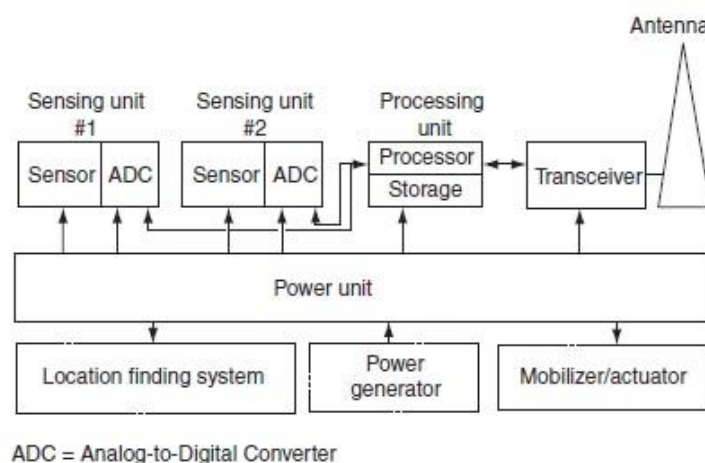 Antenna
Sensing unit
#1
Sensing unit
#2
Processing
unit
Sensor
ADC
Sensor
ADC
Processor
Storage
Transceiver
Power unit
Location finding system
Power
generator
Mobilizer/actuator
ADC = Analog-to-Digital Converter